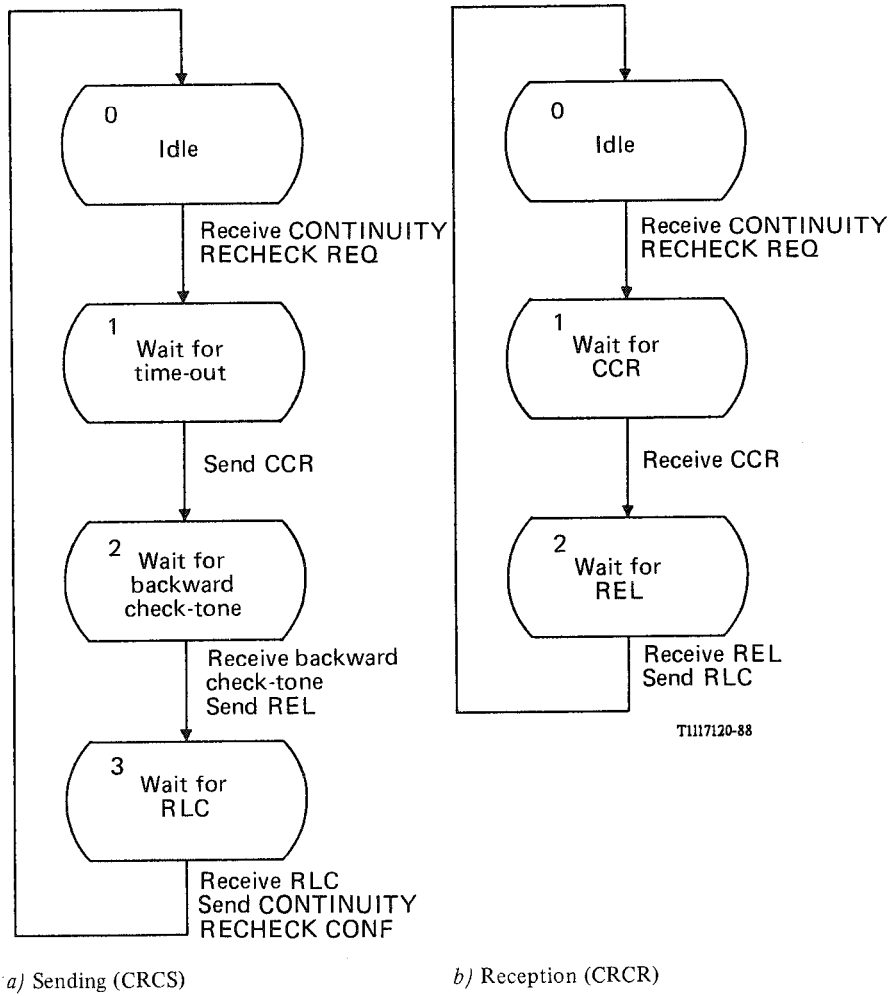 0
Idle
Receive CONTINUITY
RECHECK REQ
1
Wait for
time-out
Send CCR
2
Wait for
backward
check-tone
Receive backward
check-tone
Send REL
3
Wait for
RLC
Receive RLC
Send CONTINUITY
RECHECK CONF
a) Sending (CRCS)
0
Idle
Receive CONTINUITY
RECHECK REQ
1
Wait for
CCR
Receive CCR
2
Wait for
REL
Receive REL
Send RLC
T1117120-88
b) Reception (CRCR)